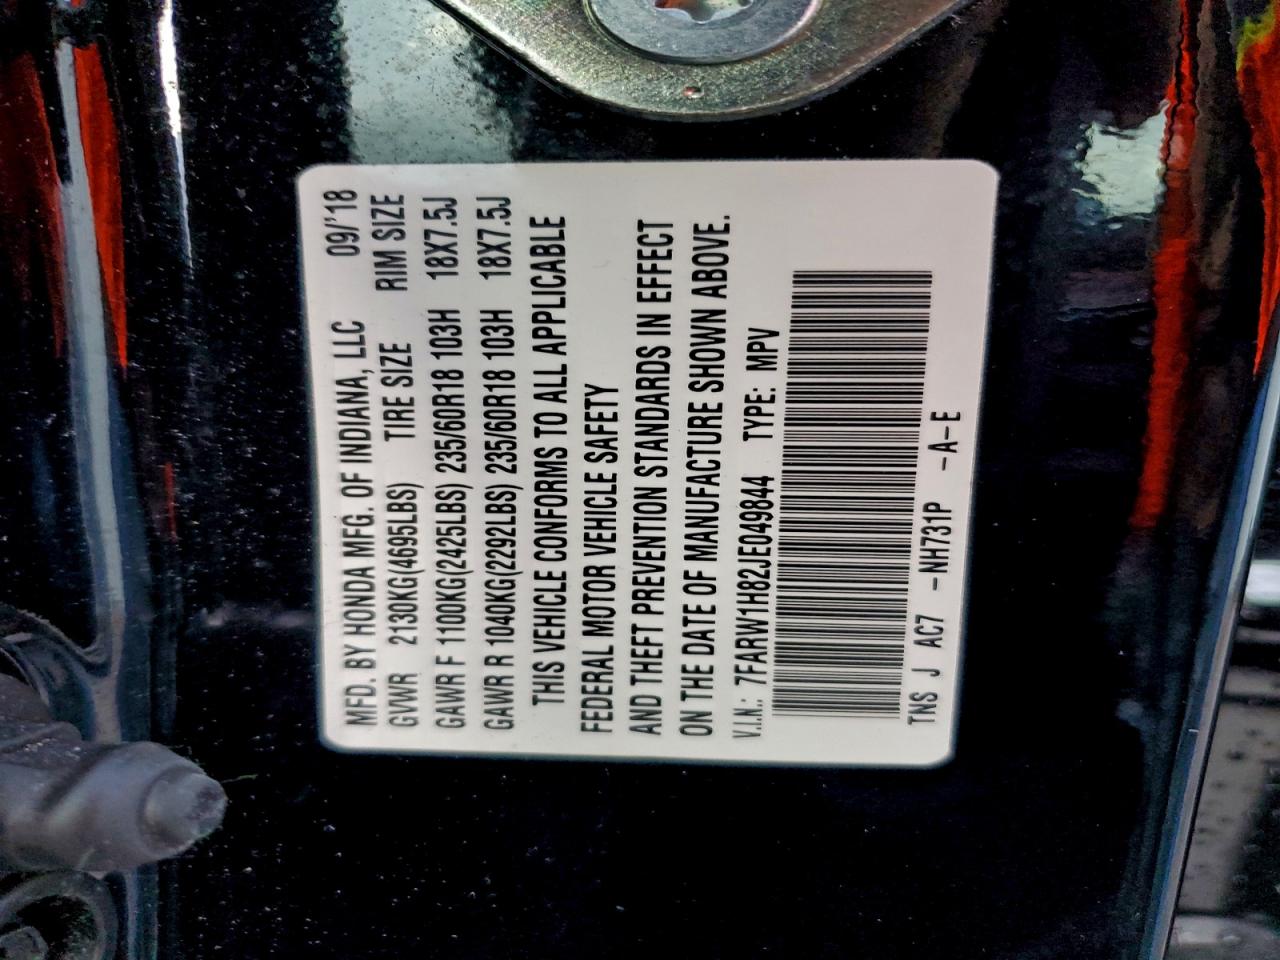 MFD. BY HONDA MFG. OF INDIANA, LLC 09/'18
GVWR 2130KG(4695LBS) TIRE SIZE RIM SIZE
GAWR F 1100KG(2425LBS) 235/60R18 103H 18X7.5J
GAWR R 1040KG(2292LBS) 235/60R18 103H 18X7.5J
THIS VEHICLE CONFORMS TO ALL APPLICABLE
FEDERAL MOTOR VEHICLE SAFETY
AND THEFT PREVENTION STANDARDS IN EFFECT
ON THE DATE OF MANUFACTURE SHOWN ABOVE.
V.I.N.: 7FARW1H82JE049844 TYPE: MPV
TNS J AC7 -NH731P -A-E